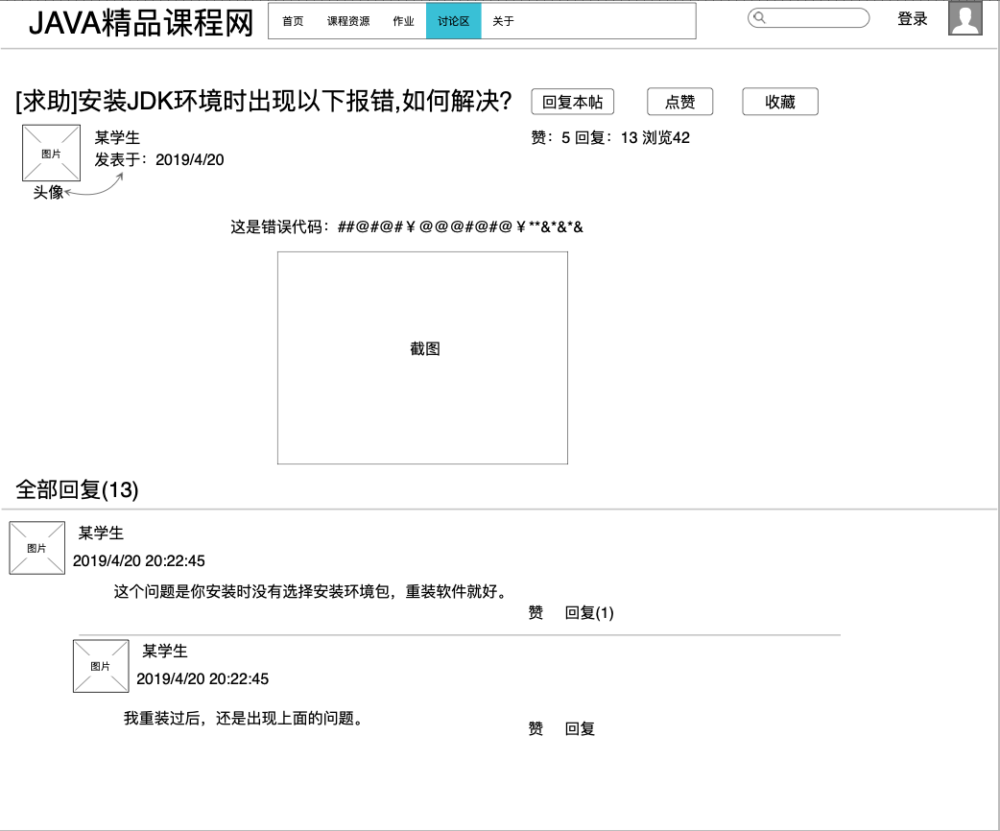 JAVA精品课程网 首页 课程资源 作业 讨论区 关于 登录
[求助]安装JDK环境时出现以下报错,如何解决? 回复本帖 点赞 收藏
某学生 赞：5 回复：13 浏览42
图片
发表于：2019/4/20
头像
这是错误代码：##@#@#￥@@@#@#@￥**&*&*&
截图
全部回复(13)
某学生
图片
2019/4/20 20:22:45
这个问题是你安装时没有选择安装环境包，重装软件就好。
赞 回复(1)
某学生
图片
2019/4/20 20:22:45
我重装过后，还是出现上面的问题。
赞 回复